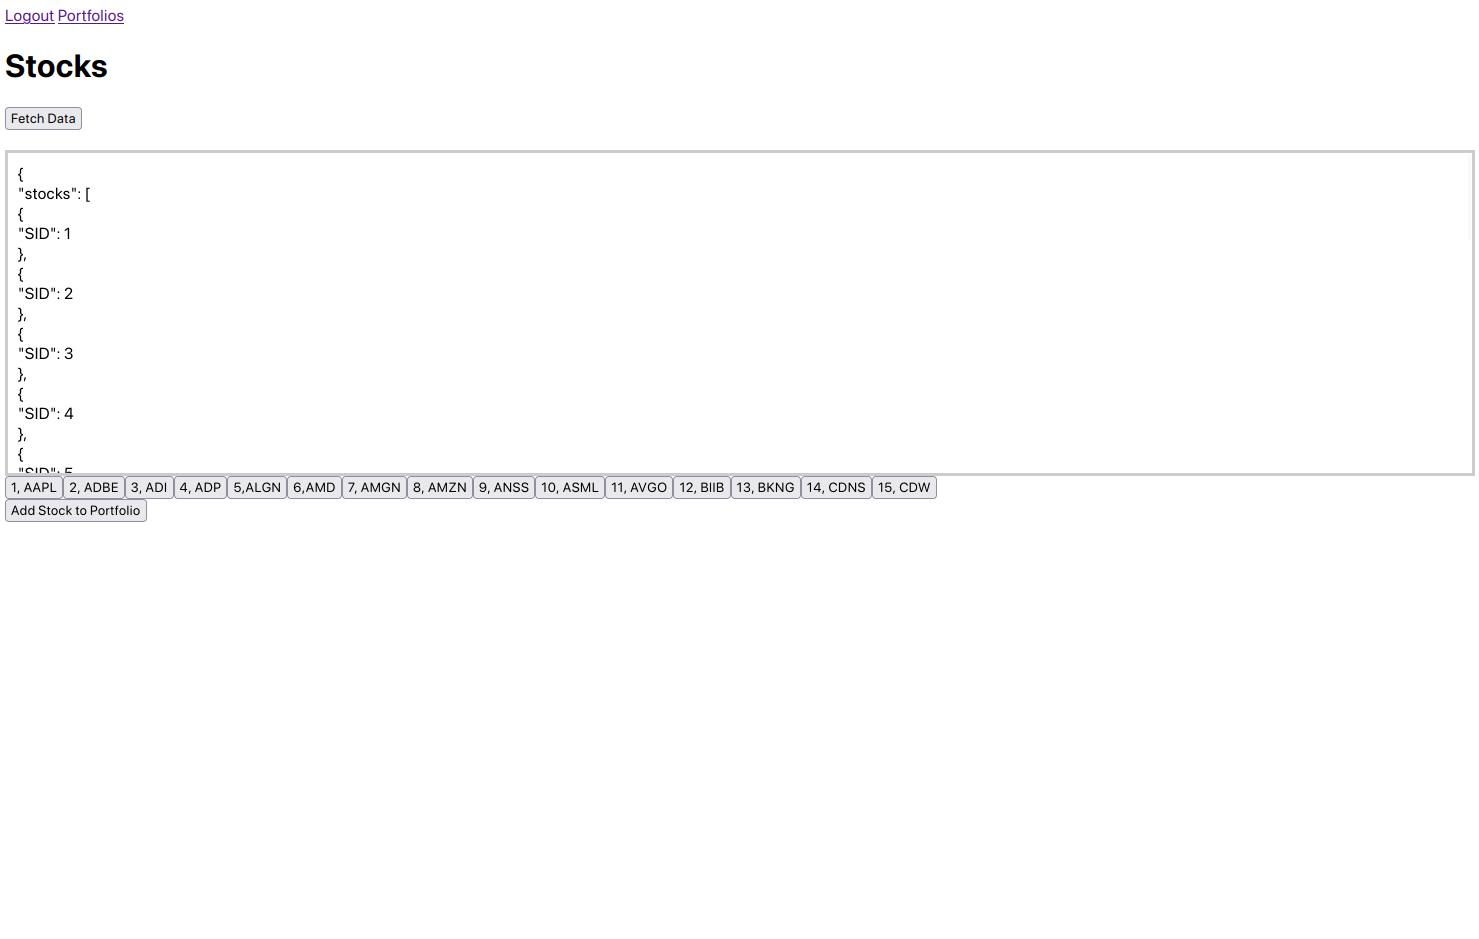 Logout Portfolios
Stocks
Fetch Data
{
"stocks": [
{
"SID": 1
},
{
"SID": 2
},
{
"SID": 3
},
{
"SID": 4
},
{
"SID": 5
1, AAPL 2, ADBE 3, ADI 4, ADP 5,ALGN 6,AMD 7, AMGN 8, AMZN 9, ANSS 10, ASML 11, AVGO 12, BIIB 13, BKNG 14, CDNS 15, CDW
Add Stock to Portfolio